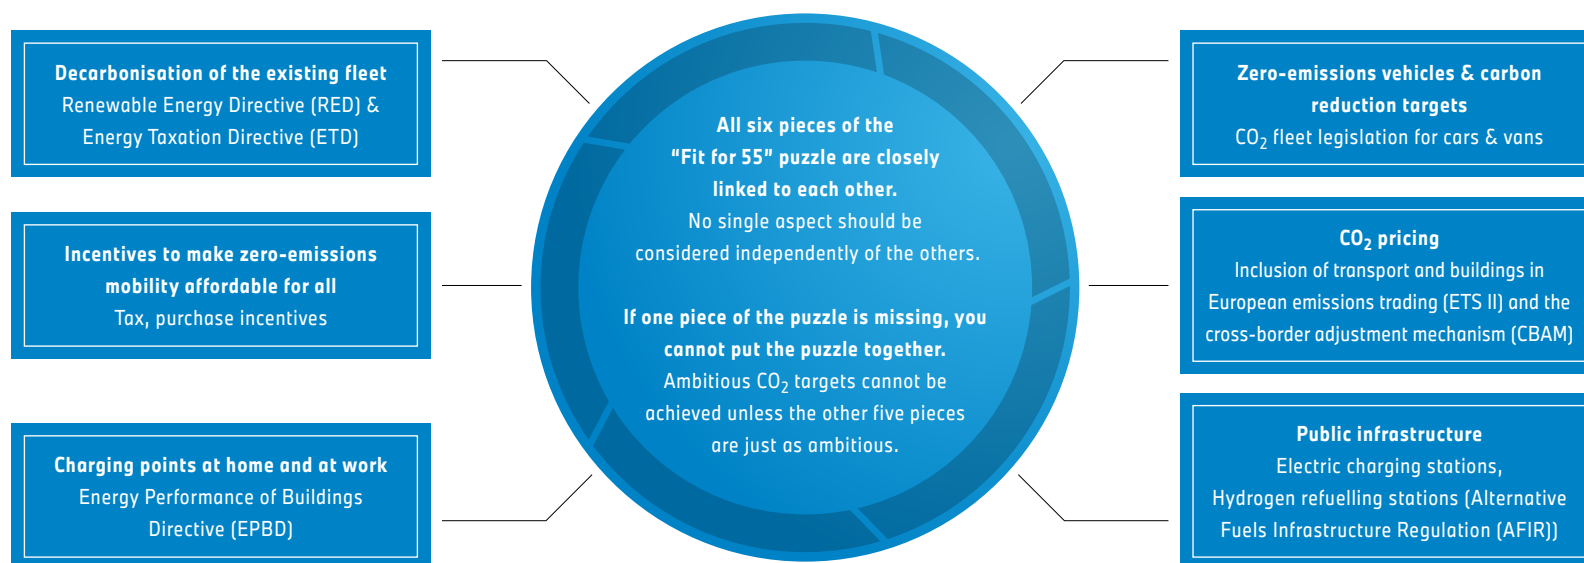 Decarbonisation of the existing fleet
Renewable Energy Directive (RED) &
Energy Taxation Directive (ETD)
Incentives to make zero-emissions
mobility affordable for all
Tax, purchase incentives
Charging points at home and at work
Energy Performance of Buildings
Directive (EPBD)
All six pieces of the
“Fit for 55” puzzle are closely
linked to each other.
No single aspect should be
considered independently of the others.
If one piece of the puzzle is missing, you
cannot put the puzzle together.
Ambitious CO₂ targets cannot be
achieved unless the other five pieces
are just as ambitious.
Zero-emissions vehicles & carbon
reduction targets
CO₂ fleet legislation for cars & vans
CO₂ pricing
Inclusion of transport and buildings in
European emissions trading (ETS II) and the
cross-border adjustment mechanism (CBAM)
Public infrastructure
Electric charging stations,
Hydrogen refuelling stations (Alternative
Fuels Infrastructure Regulation (AFIR))